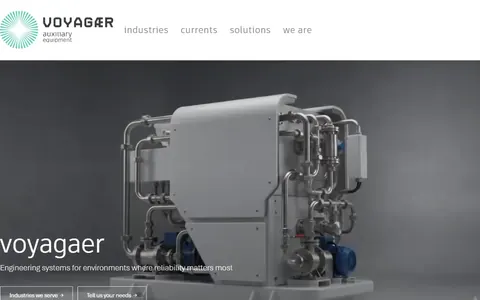 VOYAGÆR
auxiliary
equipment
industries currents solutions we are
voyagaer
Engineering systems for environments where reliability matters most
Industries we serve → Tell us your needs →